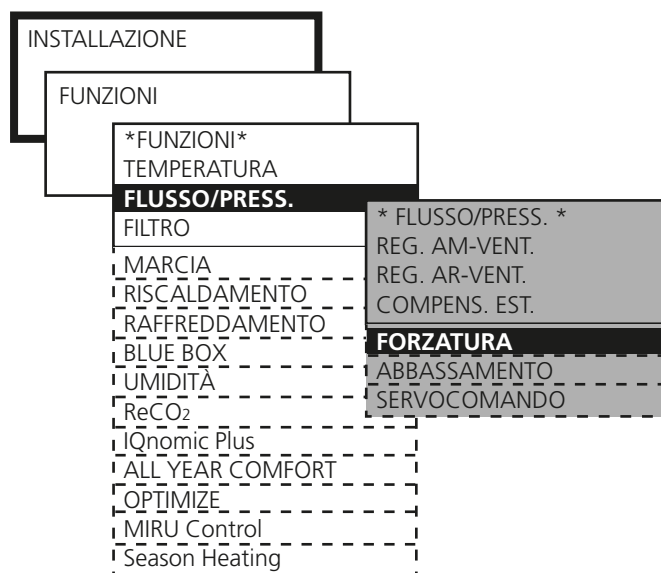 INSTALLAZIONE
FUNZIONI
*FUNZIONI*
TEMPERATURA
FLUSSO/PRESS.
FILTRO
MARCIA
RISCALDAMENTO
RAFFREDDAMENTO
BLUE BOX
UMIDITÀ
ReCO2
IQnomic Plus
ALL YEAR COMFORT
OPTIMIZE
MIRU Control
Season Heating
* FLUSSO/PRESS. *
REG. AM-VENT.
REG. AR-VENT.
COMPENS. EST.
FORZATURA
ABBASSAMENTO
SERVOCOMANDO